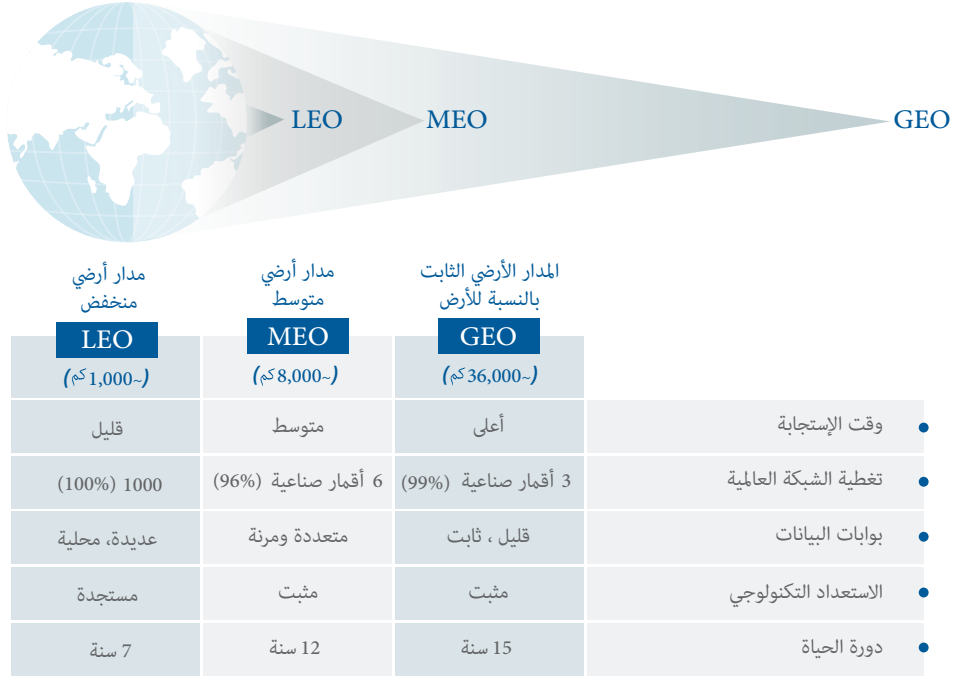 LEO
MEO
GEO
المدار الأرضي الثابت
بالنسبة للأرض
GEO
(~36,000 كم)
مدار أرضي
متوسط
MEO
(~8,000 كم)
مدار أرضي
منخفض
LEO
(~1,000 كم)
وقت الإستجابة
أعلى
متوسط
قليل
تغطية الشبكة العالمية
3 أقمار صناعية (99%)
6 أقمار صناعية (96%)
1000 (100%)
بوابات البيانات
قليل ، ثابت
متعددة ومرنة
عديدة، محلية
الاستعداد التكنولوجي
مثبت
مثبت
مستجدة
دورة الحياة
15 سنة
12 سنة
7 سنة